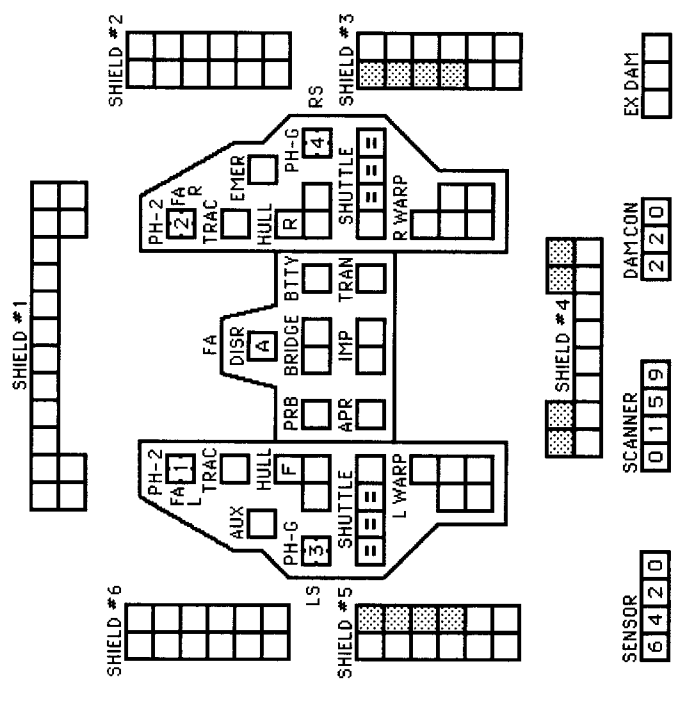 SHIELD #1
SHIELD #2
SHIELD #3
SHIELD #4
SHIELD #5
SHIELD #6
PH-2
FA
L
1
TRAC
AUX
HULL
F
PH-G
3
LS
SHUTTLE
= = =
L WARP
FA
DISR
A
PRB
BRIDGE
BTTY
APR
IMP
TRAN
PH-2
FA
R
2
TRAC
EMER
HULL
R
PH-G
4
RS
SHUTTLE
= = =
R WARP
SENSOR
6 4 2 0
SCANNER
0 1 5 9
DAM CON
2 2 0
EX DAM